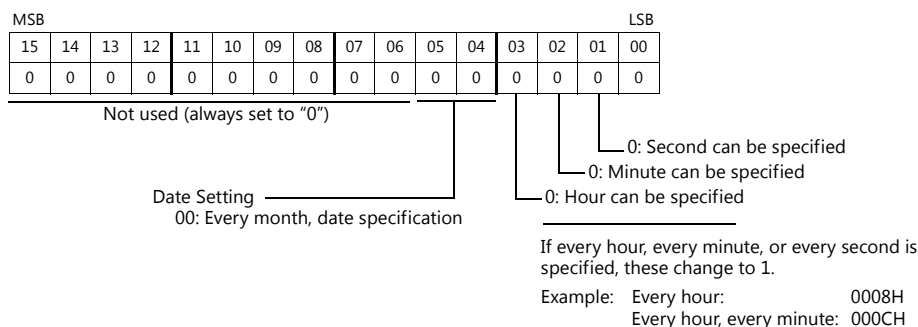 MSB LSB
15 14 13 12 11 10 09 08 07 06 05 04 03 02 01 00
0 0 0 0 0 0 0 0 0 0 0 0 0 0 0 0
Not used (always set to “0”)
0: Second can be specified
0: Minute can be specified
Date Setting
0: Hour can be specified
00: Every month, date specification
If every hour, every minute, or every second is
specified, these change to 1.
Example: Every hour: 0008H
Every hour, every minute: 000CH